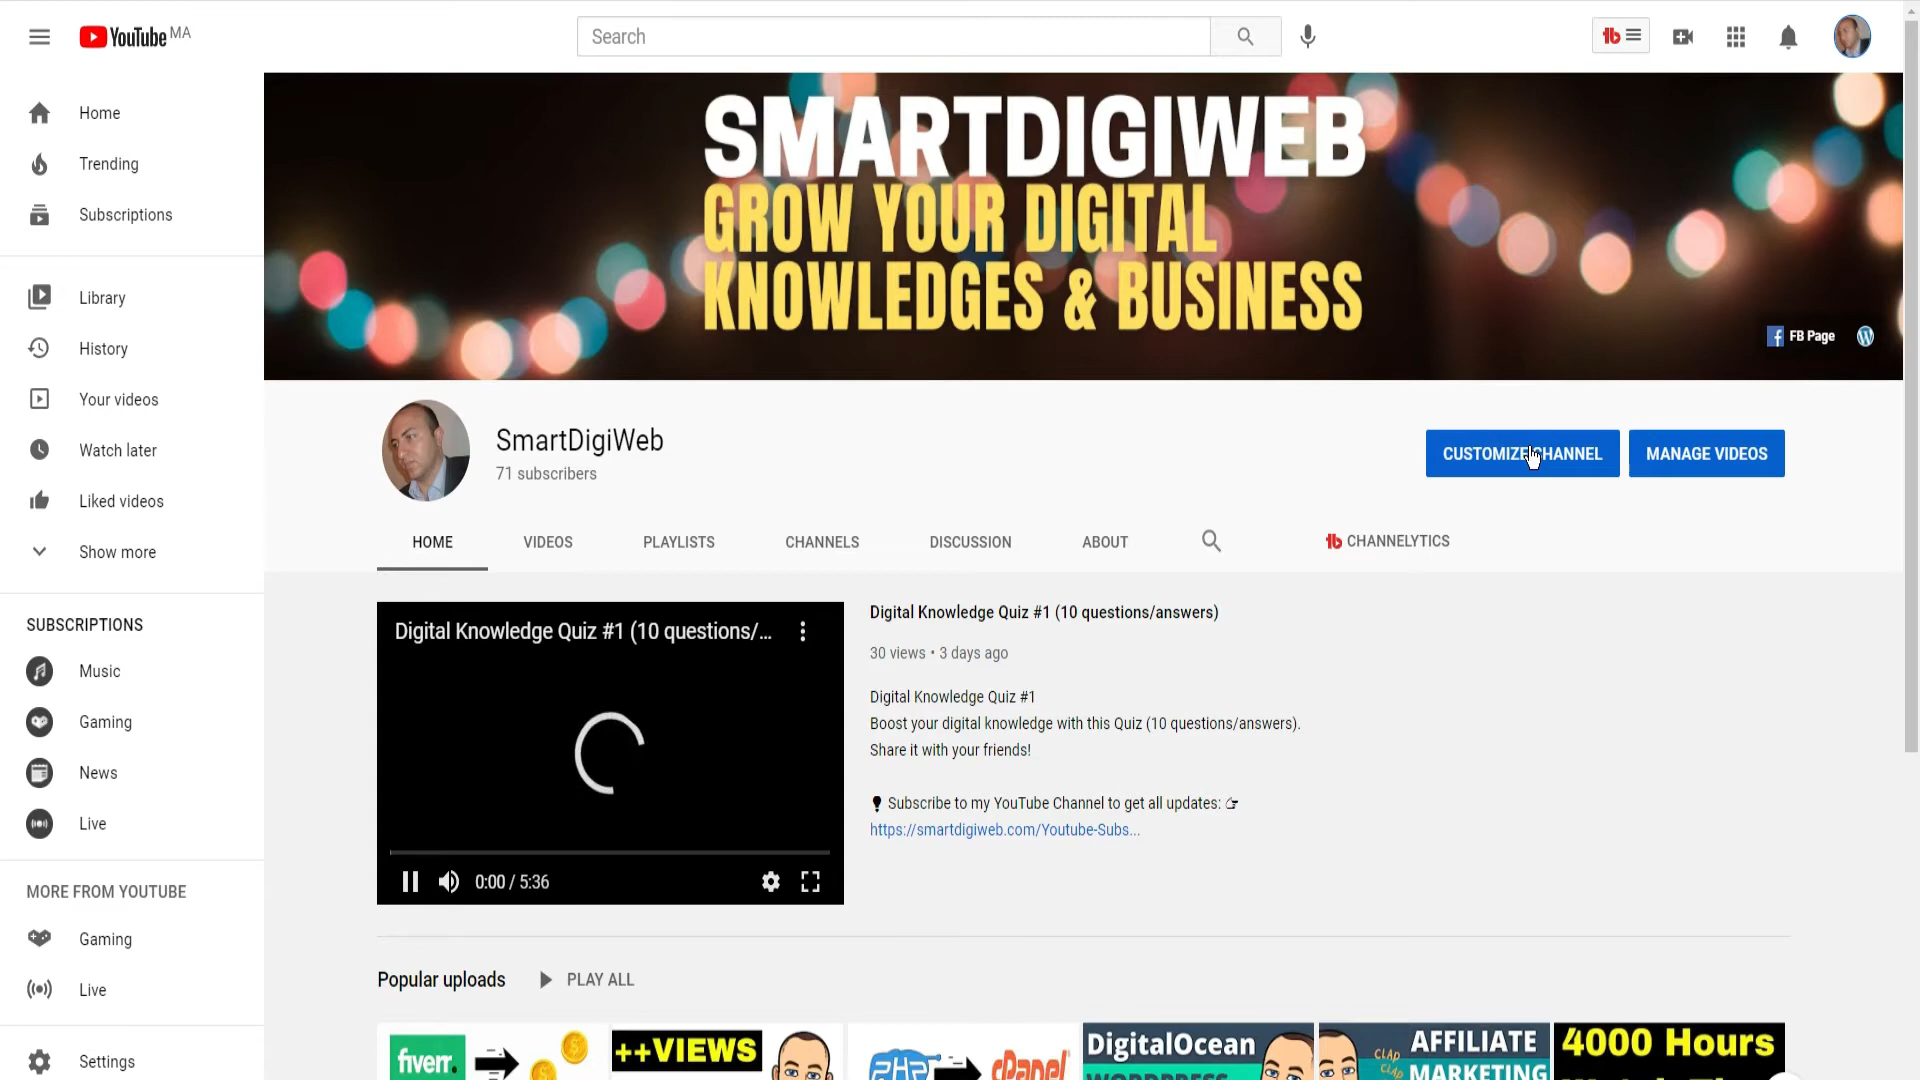 YouTube MA
Search
Home
Trending
Subscriptions
Library
History
Your videos
Watch later
Liked videos
Show more
SUBSCRIPTIONS
Music
Gaming
News
Live
MORE FROM YOUTUBE
Gaming
Live
Settings
SMARTDIGIWEB
GROW YOUR DIGITAL
KNOWLEDGES & BUSINESS
FB Page
SmartDigiWeb
71 subscribers
CUSTOMIZE CHANNEL
MANAGE VIDEOS
HOME
VIDEOS
PLAYLISTS
CHANNELS
DISCUSSION
ABOUT
CHANNELYTICS
Digital Knowledge Quiz #1 (10 questions/...
0:00 / 5:36
Digital Knowledge Quiz #1 (10 questions/answers)
30 views • 3 days ago
Digital Knowledge Quiz #1
Boost your digital knowledge with this Quiz (10 questions/answers).
Share it with your friends!
Subscribe to my YouTube Channel to get all updates:
https://smartdigiweb.com/Youtube-Subs...
Popular uploads
PLAY ALL
fiverr.
++VIEWS
PHP
cPanel
DigitalOcean
WORDPRESS
CLAP
CLAP
AFFILIATE
MARKETING
4000 Hours